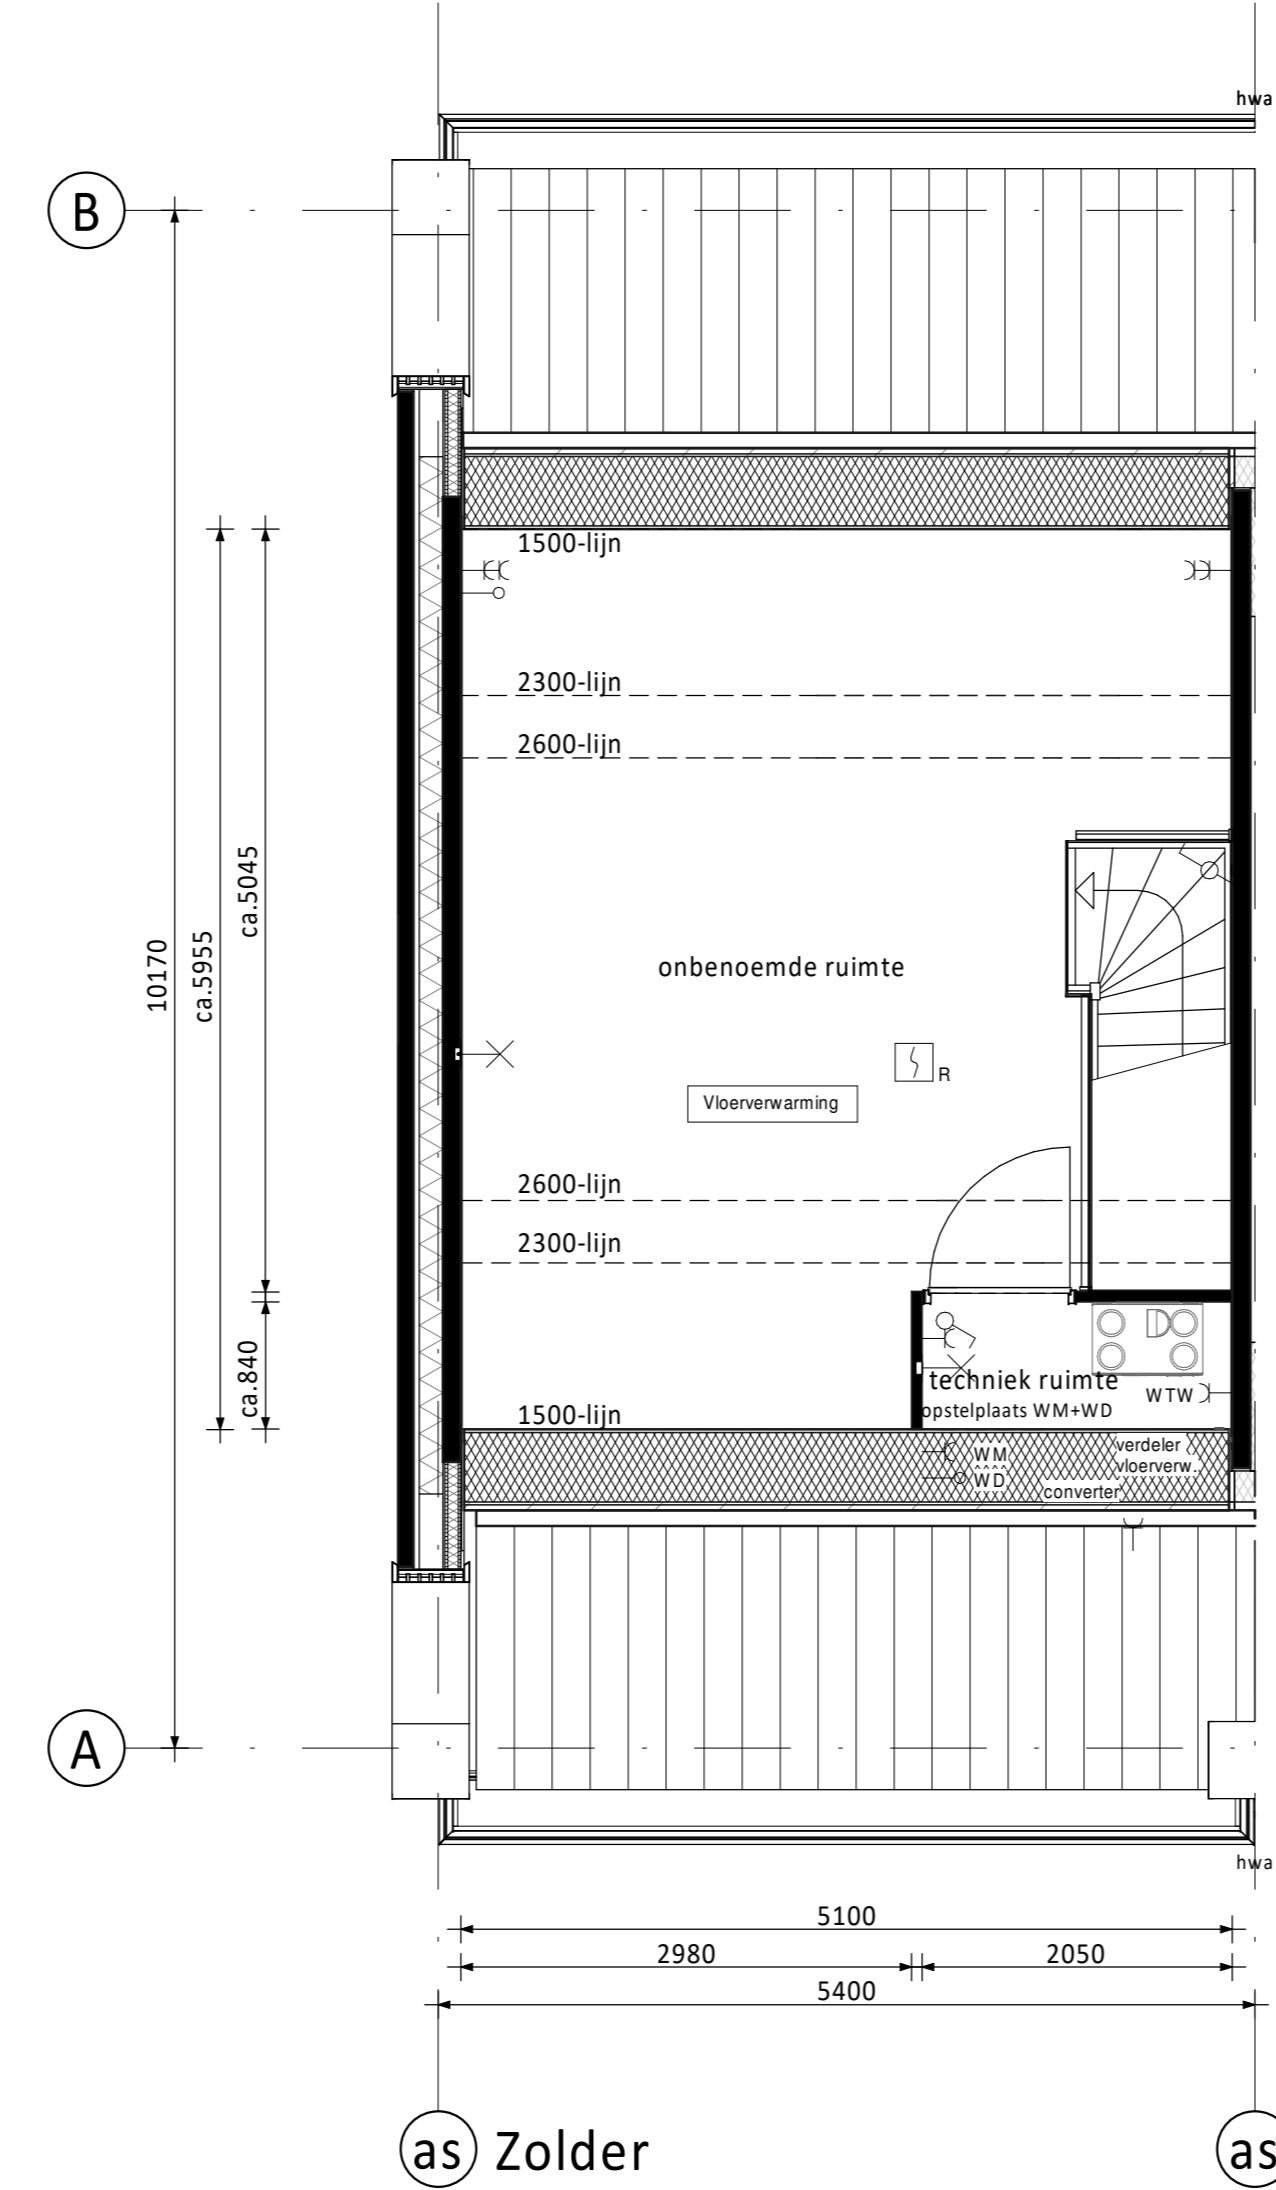 hwa
B
1500-lijn
2300-lijn
2600-lijn
ca.5045
10170
ca.5955
onbenoemde ruimte
R
Vloerverwarming
2600-lijn
2300-lijn
ca.840
techniek ruimte
WTW
opstelplaats WM+WD
1500-lijn
WM
verdeler
vloerverw.
WD
converter
A
hwa
5100
2980
2050
5400
as
Zolder
as